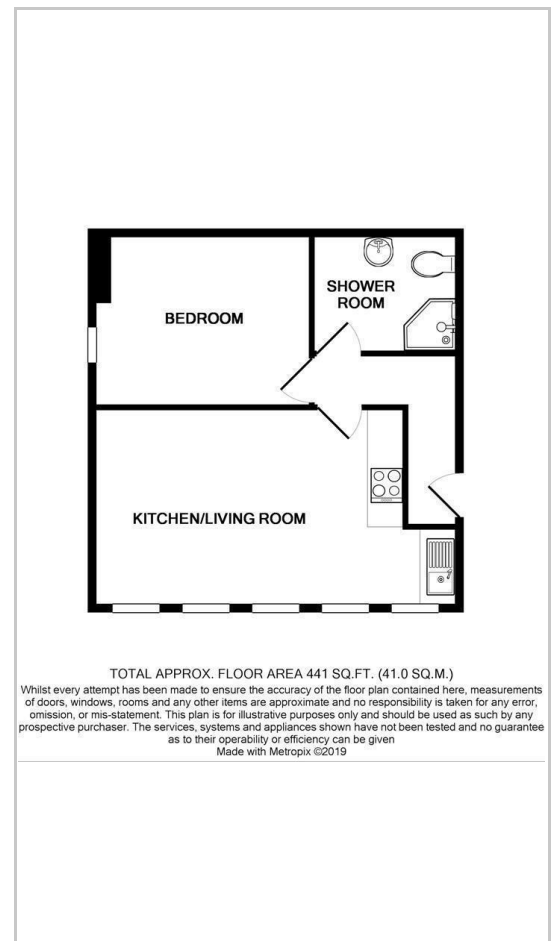 BEDROOM
SHOWER
ROOM
KITCHEN/LIVING ROOM
TOTAL APPROX. FLOOR AREA 441 SQ.FT. (41.0 SQ.M.)
Whilst every attempt has been made to ensure the accuracy of the floor plan contained here, measurements
of doors, windows, rooms and any other items are approximate and no responsibility is taken for any error,
omission, or mis-statement. This plan is for illustrative purposes only and should be used as such by any
prospective purchaser. The services, systems and appliances shown have not been tested and no guarantee
as to their operability or efficiency can be given
Made with Metropix ©2019